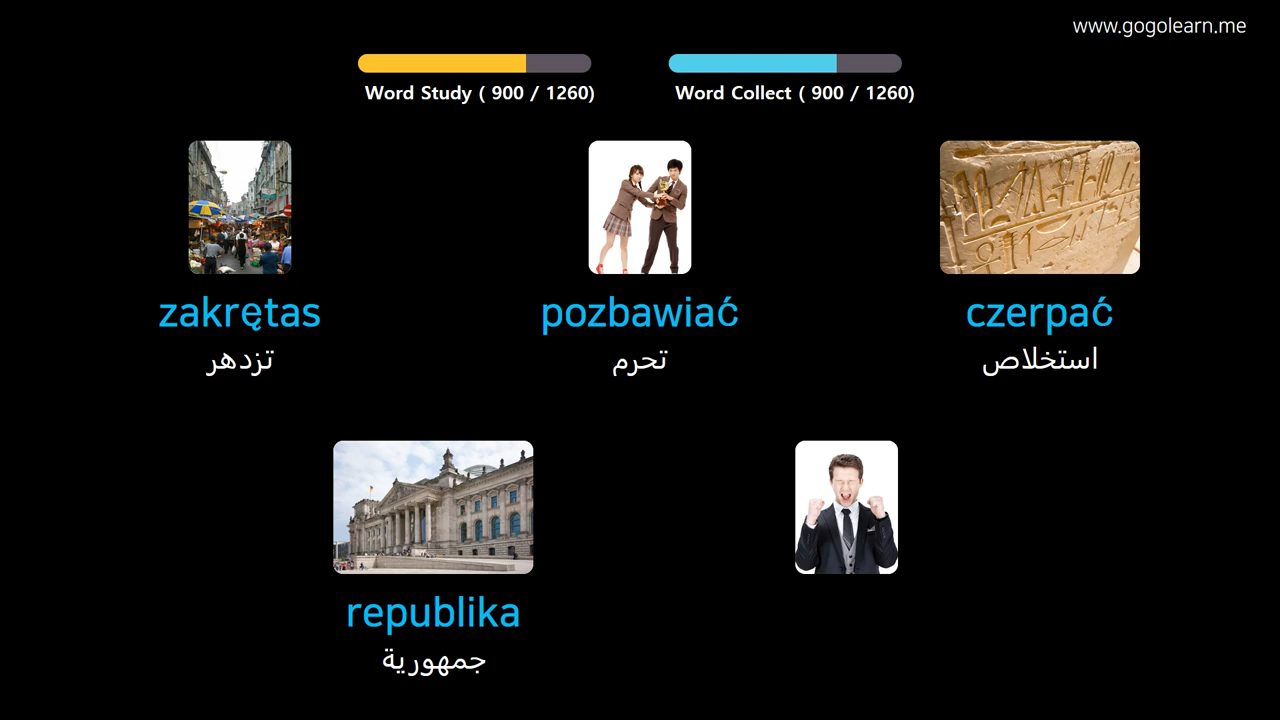 www.gogolearn.me
Word Study ( 900 / 1260)
Word Collect ( 900 / 1260)
zakrętas
تزدهر
pozbawiać
تحرم
czerpać
استخلاص
republika
جمهورية